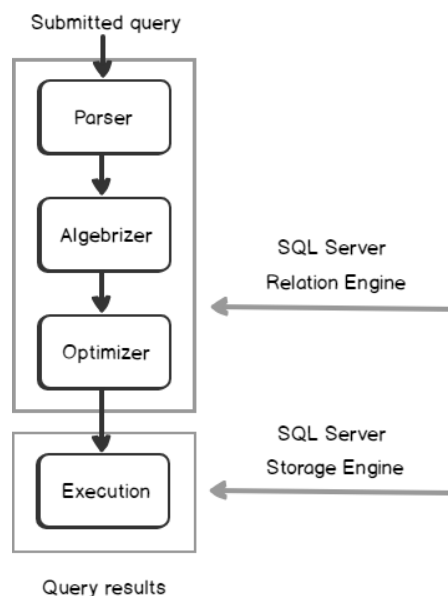 Submitted query
Parser
Algebrizer
SQL Server
Relation Engine
Optimizer
SQL Server
Storage Engine
Execution
Query results